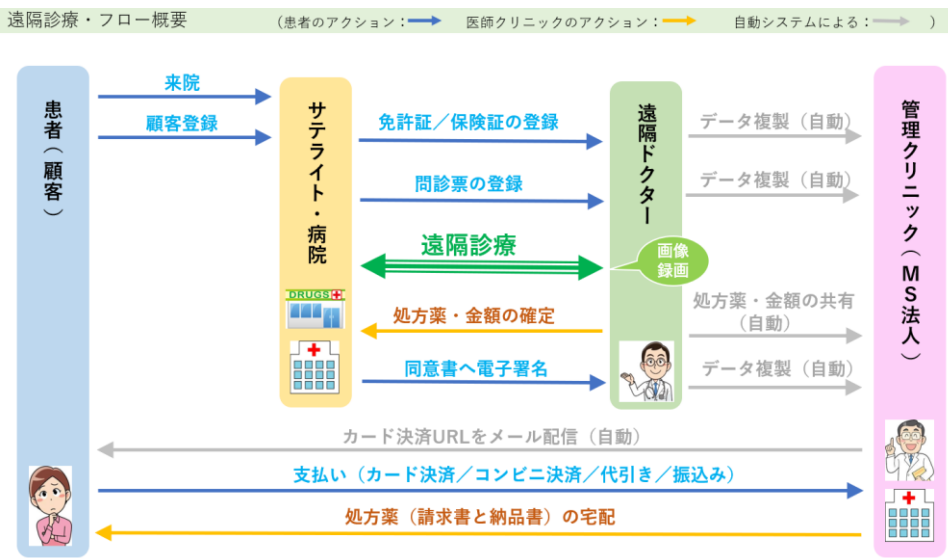 遠隔診療・フロー概要　（患者のアクション：　医師クリニックのアクション：　自動システムによる：　）
患者（顧客）
サテライト・病院
遠隔ドクター
管理クリニック（MS法人）
来院
顧客登録
免許証／保険証の登録
データ複製（自動）
問診票の登録
データ複製（自動）
遠隔診療
画像
録画
処方薬・金額の確定
処方薬・金額の共有
（自動）
DRUGS
同意書へ電子署名
データ複製（自動）
カード決済URLをメール配信（自動）
支払い（カード決済／コンビニ決済／代引き／振込み）
処方薬（請求書と納品書）の宅配